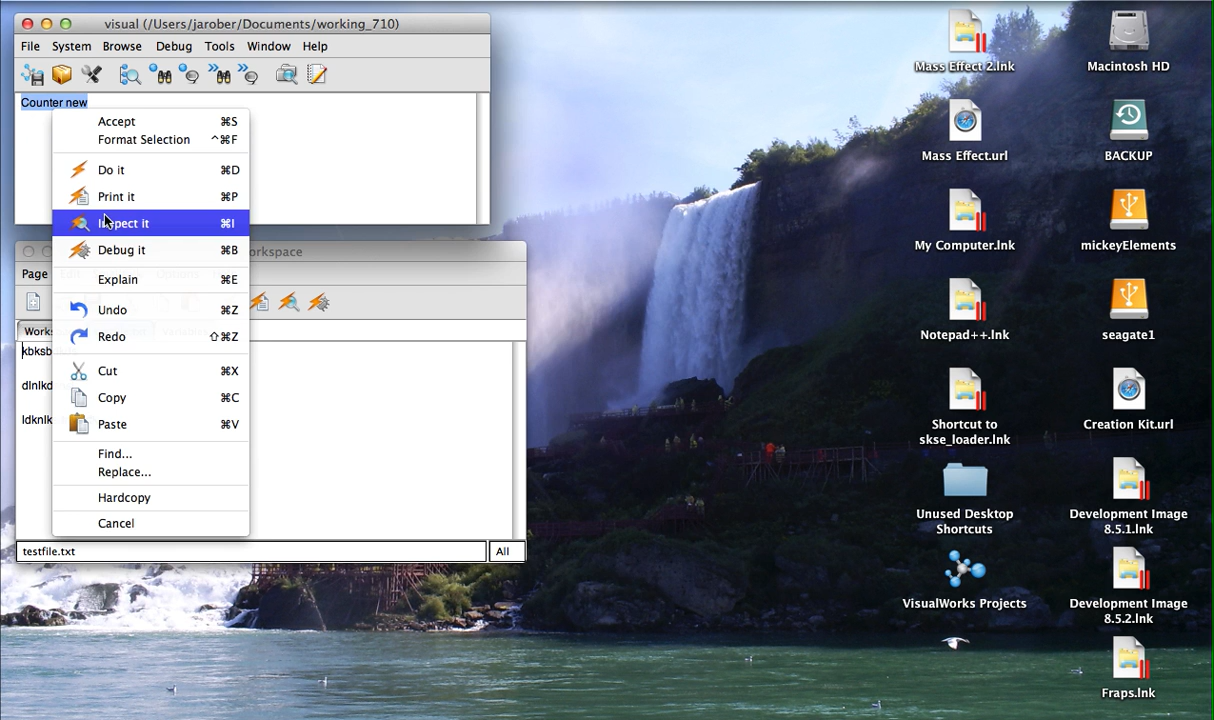 visual (/Users/jarober/Documents/working_710)
File System Browse Debug Tools Window Help
Counter new
Accept ⌘S
Format Selection ^⌘F
Do it ⌘D
Print it ⌘P
Inspect it ⌘I
Debug it ⌘B
Explain ⌘E
Undo ⌘Z
Redo ⇧⌘Z
Cut ⌘X
Copy ⌘C
Paste ⌘V
Find...
Replace...
Hardcopy
Cancel
Page
testfile.txt
All
Mass Effect 2.lnk
Macintosh HD
Mass Effect.url
BACKUP
My Computer.lnk
mickeyElements
Notepad++.lnk
seagate1
Shortcut to
skse_loader.lnk
Creation Kit.url
Unused Desktop
Shortcuts
Development Image
8.5.1.lnk
VisualWorks Projects
Development Image
8.5.2.lnk
Fraps.lnk